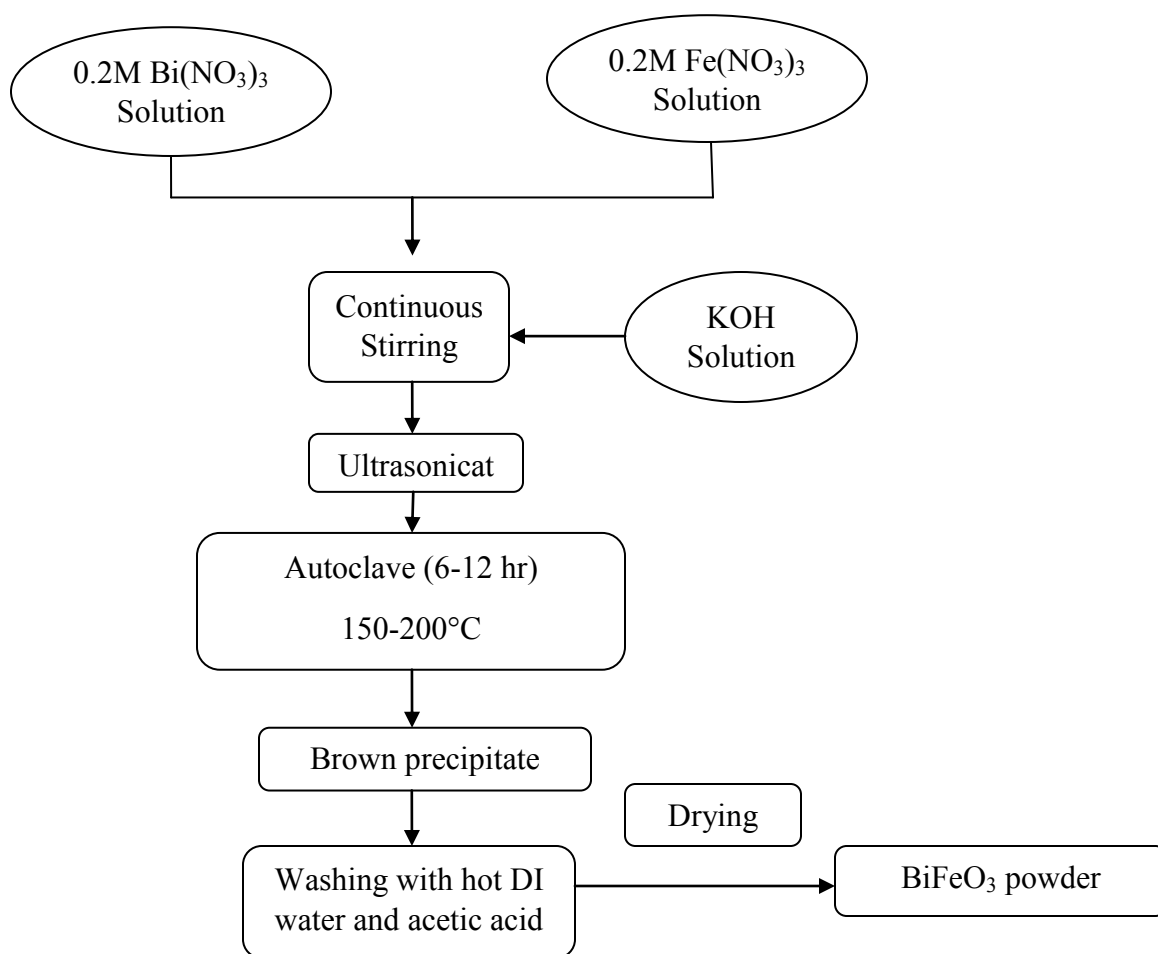 0.2M Bi(NO₃)₃
Solution
0.2M Fe(NO₃)₃
Solution
Continuous
Stirring
KOH
Solution
Ultrasonicat
Autoclave (6-12 hr)
150-200°C
Brown precipitate
Drying
Washing with hot DI
water and acetic acid
BiFeO₃ powder